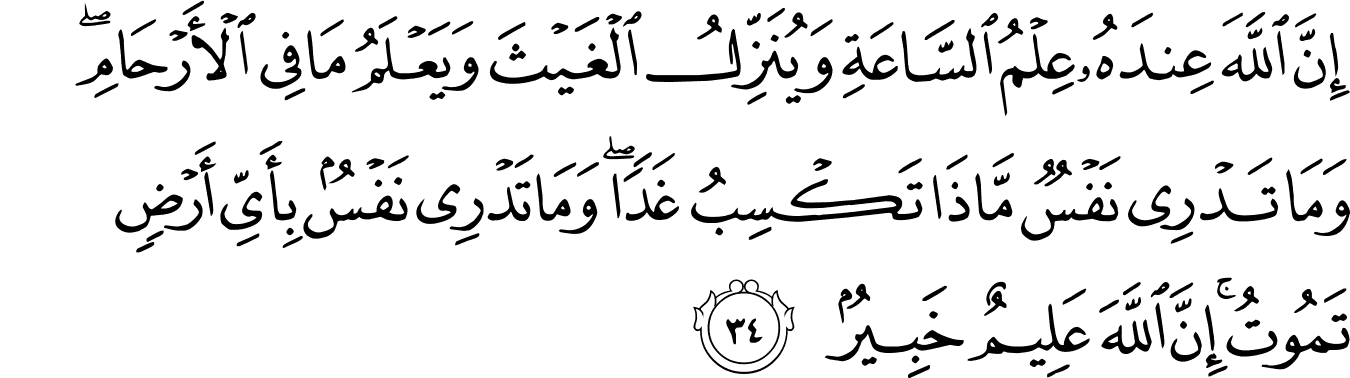 إِنَّ ٱللَّهَ عِندَهُۥ عِلْمُ ٱلسَّاعَةِ وَيُنَزِّلُ ٱلْغَيْثَ وَيَعْلَمُ مَا فِى ٱلْأَرْحَامِ ۖ
وَمَا تَدْرِى نَفْسٌ مَّاذَا تَكْسِبُ غَدًا ۖ وَمَا تَدْرِى نَفْسٌۢ بِأَىِّ أَرْضٍ
تَمُوتُ ۚ إِنَّ ٱللَّهَ عَلِيمٌ خَبِيرٌۢ ٣٤